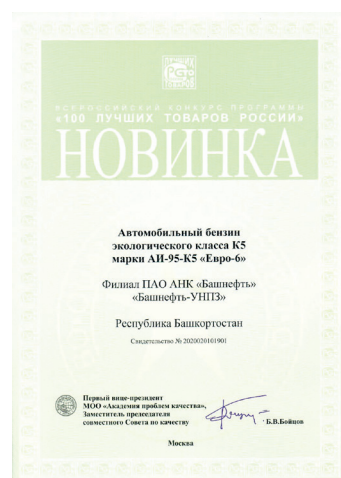 ВСЕРОССИЙСКИЙ КОНКУРС ПРОГРАММЫ
«100 ЛУЧШИХ ТОВАРОВ РОССИИ»
НОВИНКА
Автомобильный бензин
экологического класса К5
марки АИ-95-К5 «Евро-6»
Филиал ПАО АНК «Башнефть»
«Башнефть-УНПЗ»
Республика Башкортостан
Свидетельство № 2020020101901
Первый вице-президент
МОО «Академия проблем качества»,
Заместитель председателя
совместного Совета по качеству
Б.В.Бойцов
Москва